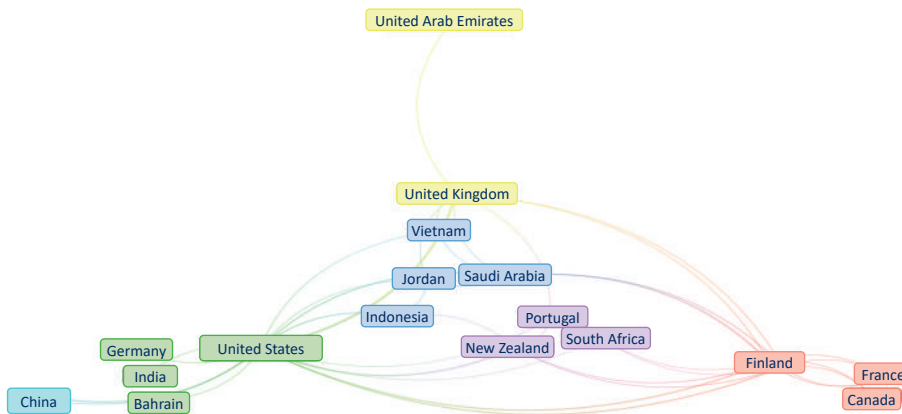 United Arab Emirates
United Kingdom
Vietnam
Jordan
Saudi Arabia
Indonesia
Portugal
South Africa
New Zealand
United States
Germany
India
Bahrain
China
Finland
France
Canada